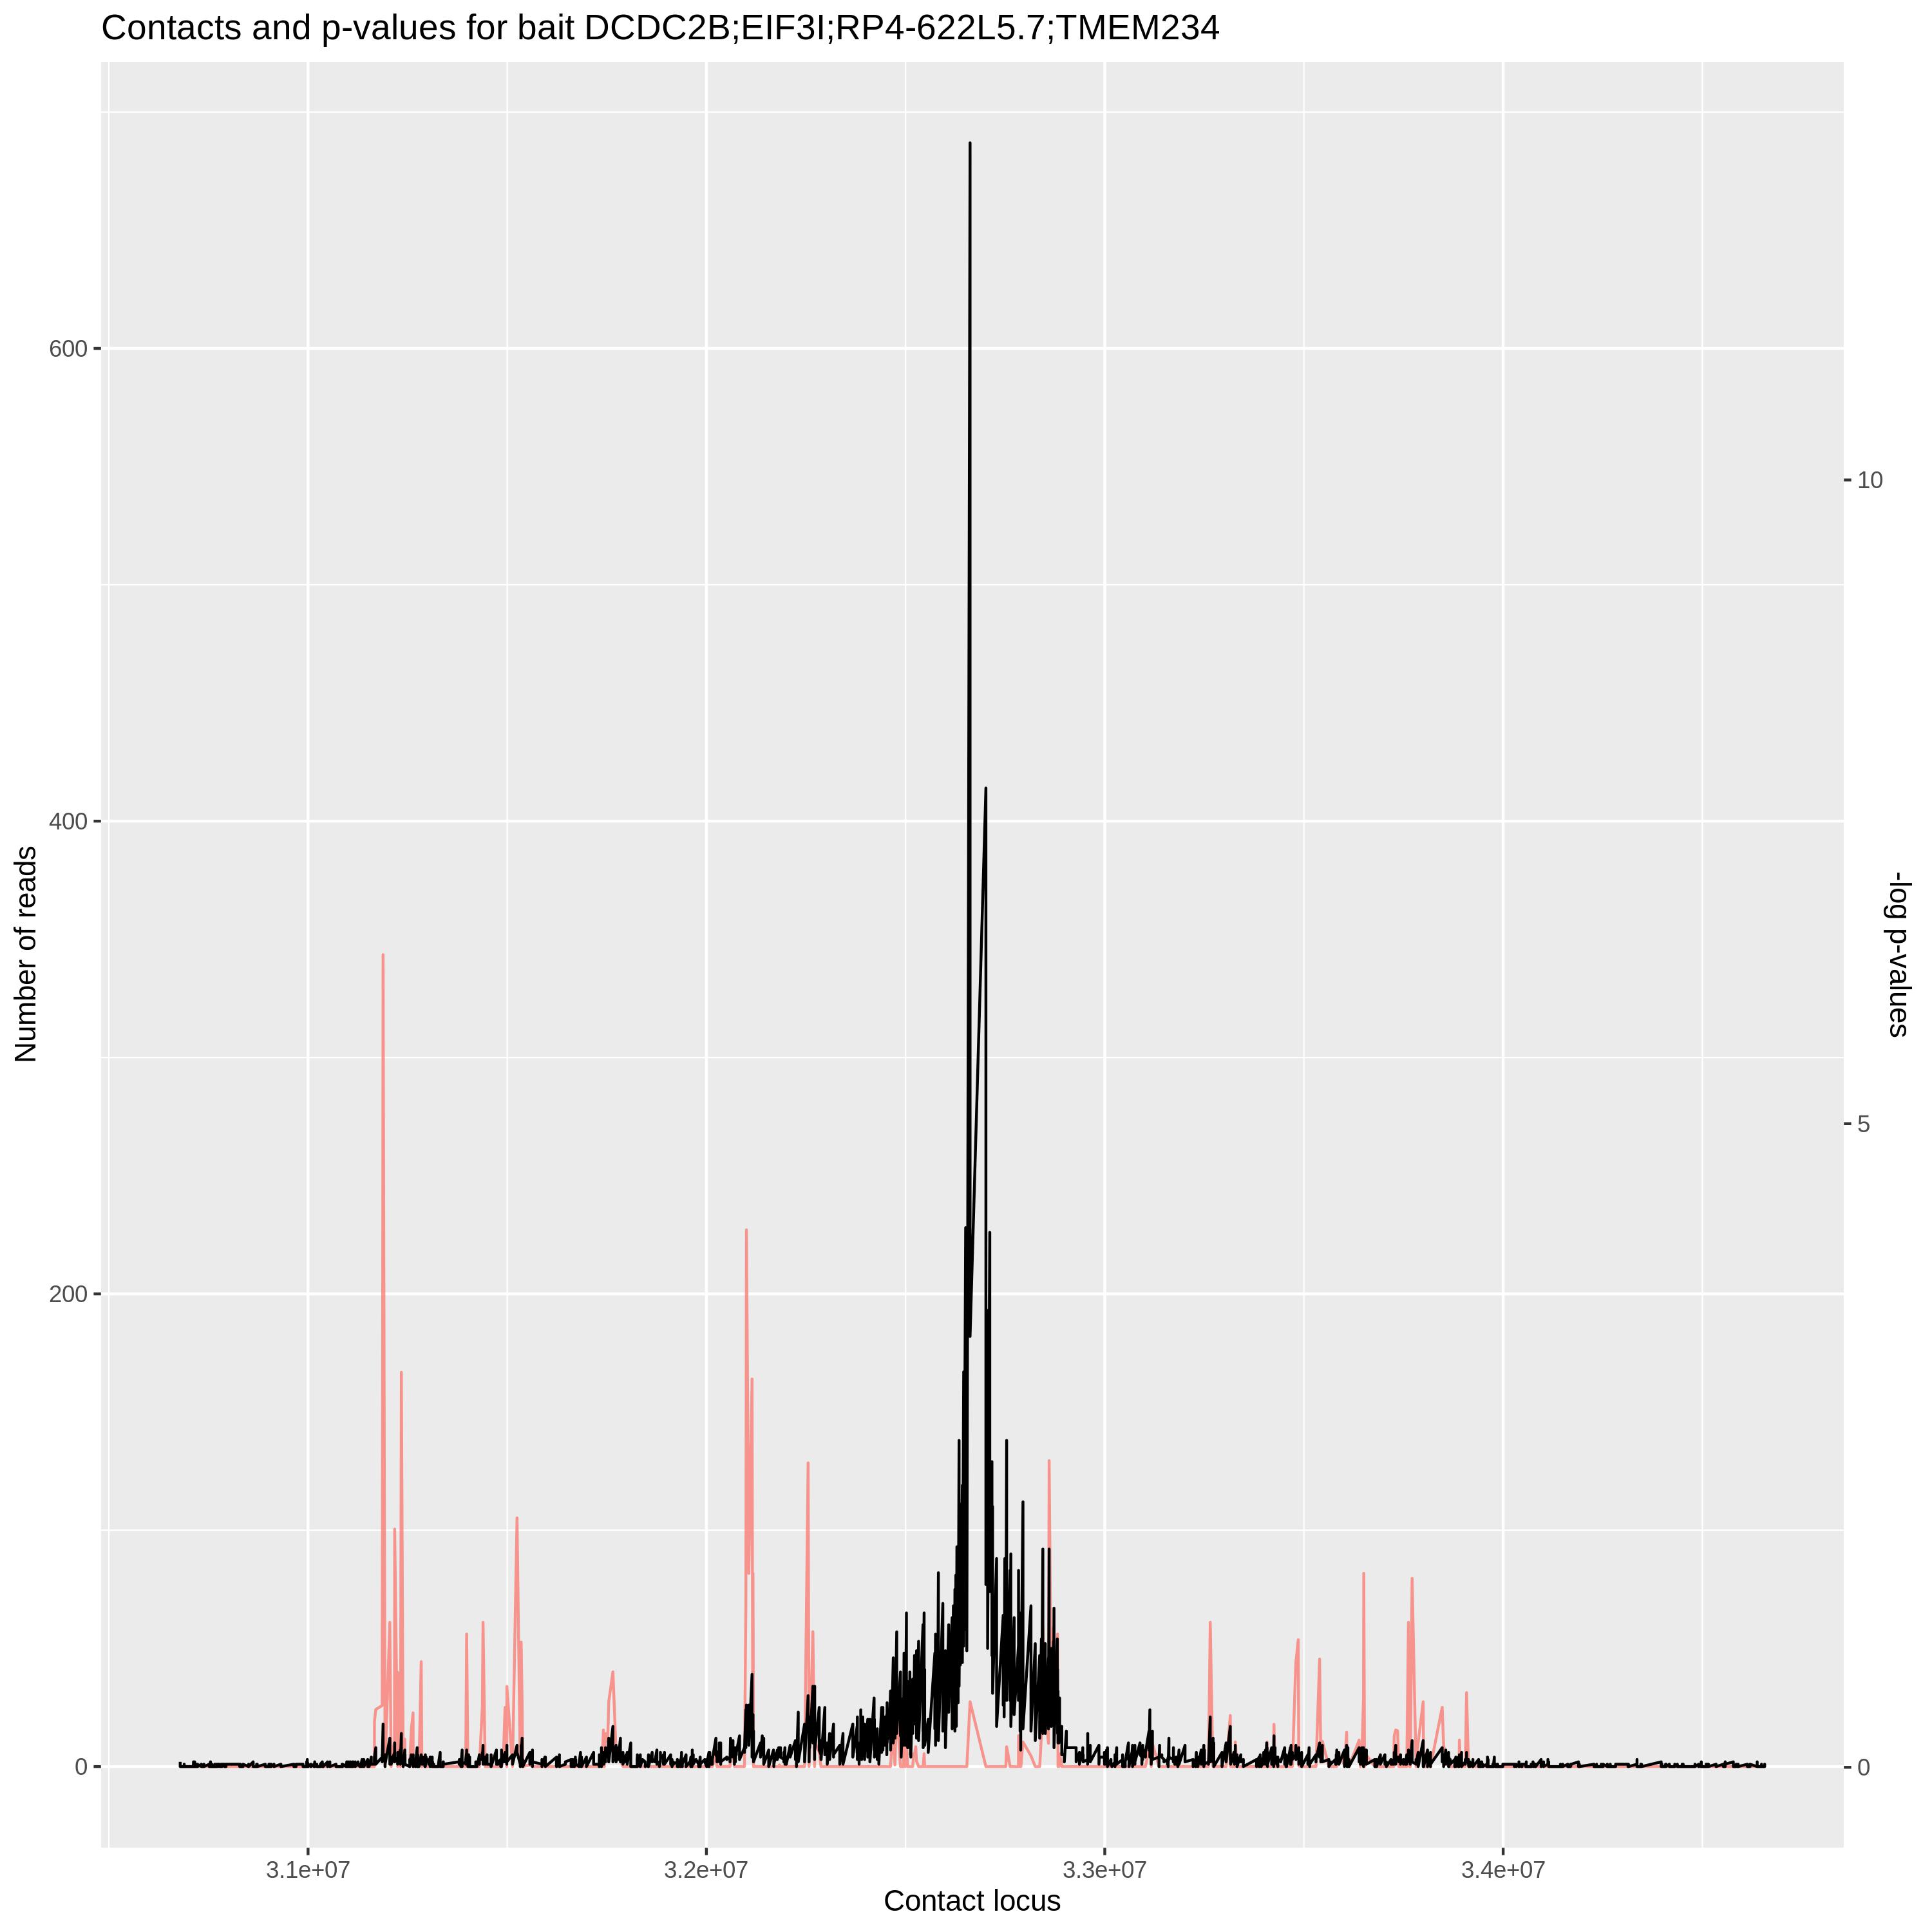 Contacts and p-values for bait DCDC2B;EIF3I;RP4-622L5.7;TMEM234
600
400
200
0
Number of reads
10
5
0
-log p-values
3.1e+07 3.2e+07 3.3e+07 3.4e+07
Contact locus